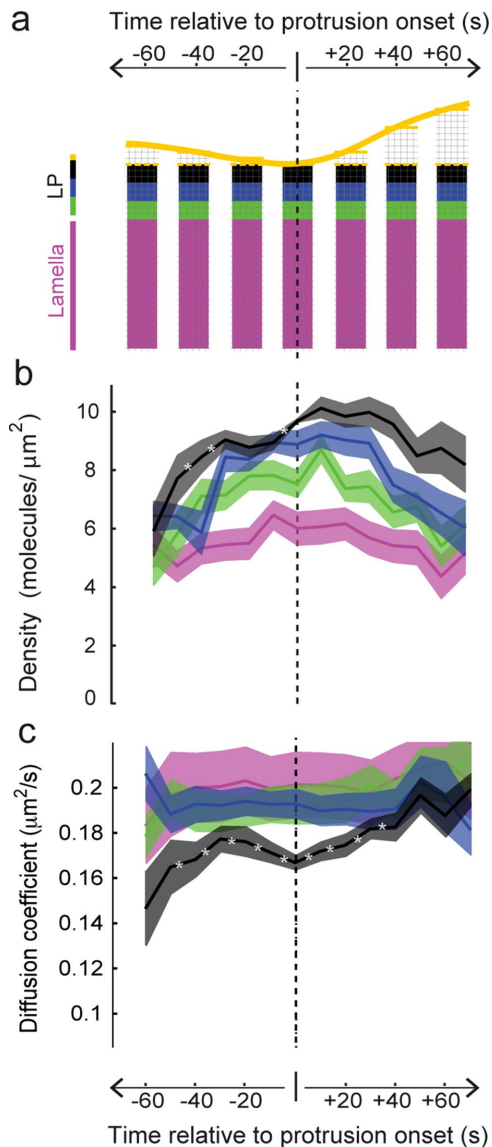 a
Time relative to protrusion onset (s)
-60 -40 -20 +20 +40 +60
LP
Lamella
b
10
8
6
4
2
0
Density (molecules/ μm²)
* * *
c
0.2
0.18
0.16
0.14
0.12
0.1
Diffusion coefficient (μm²/s)
* * * * * * * * *
-60 -40 -20 +20 +40 +60
Time relative to protrusion onset (s)